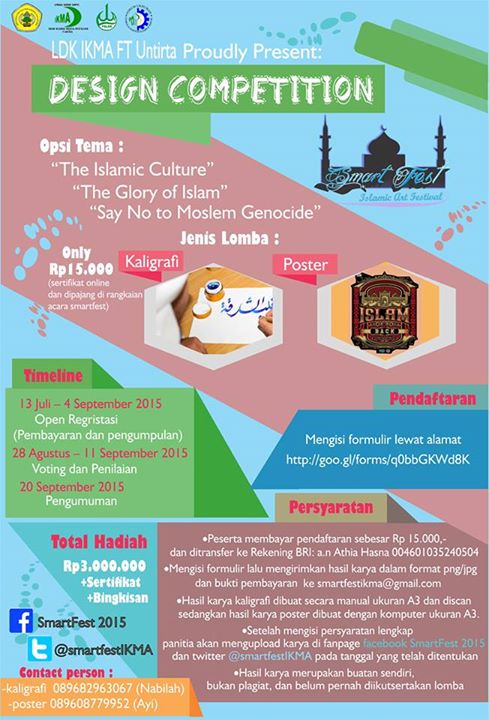 LDK IKMA FT Untirta Proudly Present:
DESIGN COMPETITION
Opsi Tema :
“The Islamic Culture”
“The Glory of Islam”
“Say No to Moslem Genocide”
Smart Fest
Islamic Art Festival
Jenis Lomba :
Only
Rp15.000
(sertifikat online
dan dipajang di rangkaian
acara smartfest)
Kaligrafi
Poster
ISLAM
BACK
Timeline
13 Juli – 4 September 2015
Open Regristasi
(Pembayaran dan pengumpulan)
28 Agustus – 11 September 2015
Voting dan Penilaian
20 September 2015
Pengumuman
Pendaftaran
Mengisi formulir lewat alamat
http://goo.gl/forms/q0bbGKWd8K
Persyaratan
•Peserta membayar pendaftaran sebesar Rp 15.000,-
dan ditransfer ke Rekening BRI: a.n Athia Hasna 004601035240504
•Mengisi formulir lalu mengirimkan hasil karya dalam format png/jpg
dan bukti pembayaran ke smartfestikma@gmail.com
•Hasil karya kaligrafi dibuat secara manual ukuran A3 dan discan
sedangkan hasil karya poster dibuat dengan komputer ukuran A3.
•Setelah mengisi persyaratan lengkap
panitia akan mengupload karya di fanpage facebook SmartFest 2015
dan twitter @smartfestIKMA pada tanggal yang telah ditentukan
•Hasil karya merupakan buatan sendiri,
bukan plagiat, dan belum pernah diikutsertakan lomba
Total Hadiah
Rp3.000.000
+Sertifikat
+Bingkisan
SmartFest 2015
@smartfestIKMA
Contact person :
-kaligrafi 089682963067 (Nabilah)
-poster 089608779952 (Ayi)